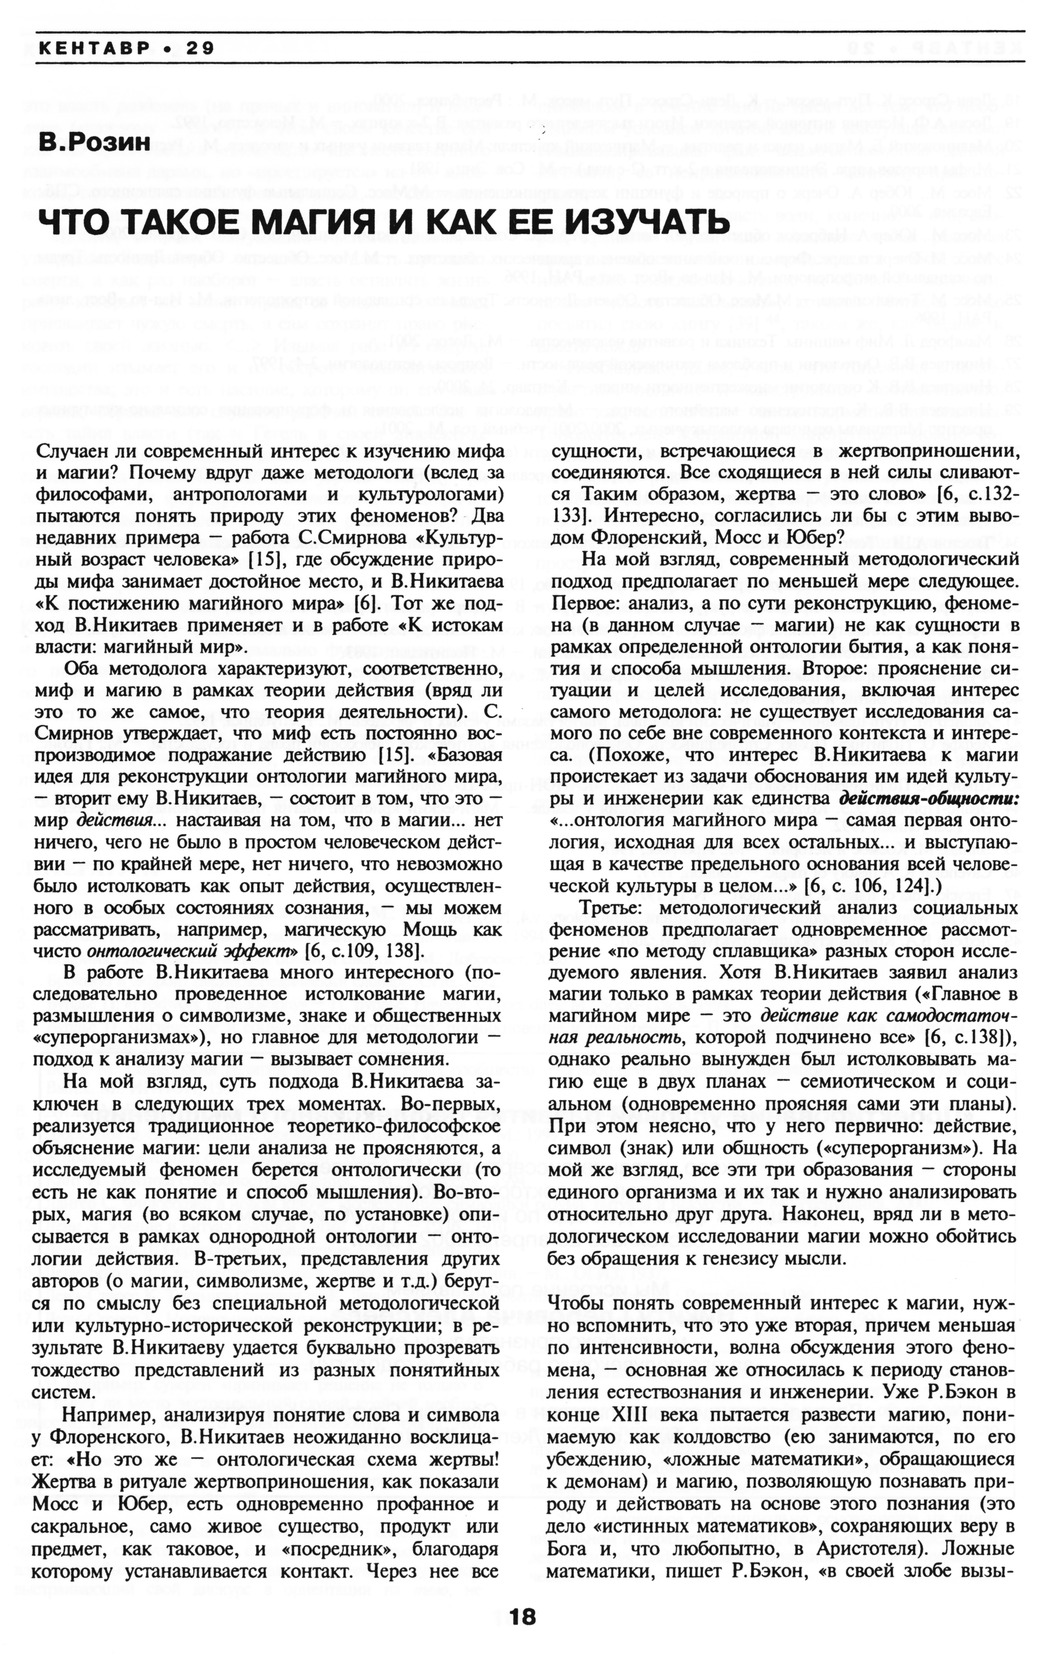 КЕНТАВР • 29
В.Розин
ЧТО ТАКОЕ МАГИЯ И КАК ЕЕ ИЗУЧАТЬ
Случаен ли современный интерес к изучению мифа
и магии? Почему вдруг даже методологи (вслед за
философами, антропологами и культурологами)
пытаются понять природу этих феноменов? Два
недавних примера — работа С.Смирнова «Культур-
ный возраст человека» [15], где обсуждение приро-
ды мифа занимает достойное место, и В.Никитаева
«К постижению магийного мира» [6]. Тот же под-
ход В.Никитаев применяет и в работе «К истокам
власти: магийный мир».
Оба методолога характеризуют, соответственно,
миф и магию в рамках теории действия (вряд ли
это то же самое, что теория деятельности). С.
Смирнов утверждает, что миф есть постоянно вос-
производимое подражание действию [15]. «Базовая
идея для реконструкции онтологии магийного мира,
— вторит ему В.Никитаев, — состоит в том, что это —
мир действия... настаивая на том, что в магии... нет
ничего, чего не было в простом человеческом дейст-
вии — по крайней мере, нет ничего, что невозможно
было истолковать как опыт действия, осуществлен-
ного в особых состояниях сознания, — мы можем
рассматривать, например, магическую Мощь как
чисто онтологический эффект» [6, с.109, 138].
В работе В.Никитаева много интересного (по-
следовательно проведенное истолкование магии,
размышления о символизме, знаке и общественных
«суперорганизмах»), но главное для методологии —
подход к анализу магии — вызывает сомнения.
На мой взгляд, суть подхода В.Никитаева за-
ключен в следующих трех моментах. Во-первых,
реализуется традиционное теоретико-философское
объяснение магии: цели анализа не проясняются, а
исследуемый феномен берется онтологически (то
есть не как понятие и способ мышления). Во-вто-
рых, магия (во всяком случае, по установке) опи-
сывается в рамках однородной онтологии — онто-
логии действия. В-третьих, представления других
авторов (о магии, символизме, жертве и т.д.) берут-
ся по смыслу без специальной методологической
или культурно-исторической реконструкции; в ре-
зультате В.Никитаеву удается буквально прозревать
тождество представлений из разных понятийных
систем.
Например, анализируя понятие слова и символа
у Флоренского, В.Никитаев неожиданно восклица-
ет: «Но это же — онтологическая схема жертвы!
Жертва в ритуале жертвоприношения, как показали
Мосс и Юбер, есть одновременно профанное и
сакральное, само живое существо, продукт или
предмет, как таковое, и «посредник», благодаря
которому устанавливается контакт. Через нее все
сущности, встречающиеся в жертвоприношении,
соединяются. Все сходящиеся в ней силы сливают-
ся Таким образом, жертва — это слово» [6, с.132-
133]. Интересно, согласились ли бы с этим выво-
дом Флоренский, Мосс и Юбер?
На мой взгляд, современный методологический
подход предполагает по меньшей мере следующее.
Первое: анализ, а по сути реконструкцию, феноме-
на (в данном случае — магии) не как сущности в
рамках определенной онтологии бытия, а как поня-
тия и способа мышления. Второе: прояснение си-
туации и целей исследования, включая интерес
самого методолога: не существует исследования са-
мого по себе вне современного контекста и интере-
са. (Похоже, что интерес В.Никитаева к магии
проистекает из задачи обоснования им идей культу-
ры и инженерии как единства действия-общности:
«...онтология магийного мира — самая первая онто-
логия, исходная для всех остальных... и выступаю-
щая в качестве предельного основания всей челове-
ческой культуры в целом...» [6, с. 106, 124].)
Третье: методологический анализ социальных
феноменов предполагает одновременное рассмот-
рение «по методу сплавщика» разных сторон иссле-
дуемого явления. Хотя В.Никитаев заявил анализ
магии только в рамках теории действия («Главное в
магийном мире — это действие как самодостаточ-
ная реальность, которой подчинено все» [6, с.138]),
однако реально вынужден был истолковывать ма-
гию еще в двух планах — семиотическом и соци-
альном (одновременно проясняя сами эти планы).
При этом неясно, что у него первично: действие,
символ (знак) или общность («суперорганизм»). На
мой же взгляд, все эти три образования — стороны
единого организма и их так и нужно анализировать
относительно друг друга. Наконец, вряд ли в мето-
дологическом исследовании магии можно обойтись
без обращения к генезису мысли.
Чтобы понять современный интерес к магии, нуж-
но вспомнить, что это уже вторая, причем меньшая
по интенсивности, волна обсуждения этого фено-
мена, — основная же относилась к периоду станов-
ления естествознания и инженерии. Уже Р.Бэкон в
конце XIII века пытается развести магию, пони-
маемую как колдовство (ею занимаются, по его
убеждению, «ложные математики», обращающиеся
к демонам) и магию, позволяющую познавать при-
роду и действовать на основе этого познания (это
дело «истинных математиков», сохраняющих веру в
Бога и, что любопытно, в Аристотеля). Ложные
математики, пишет Р.Бэкон, «в своей злобе вызы-
18